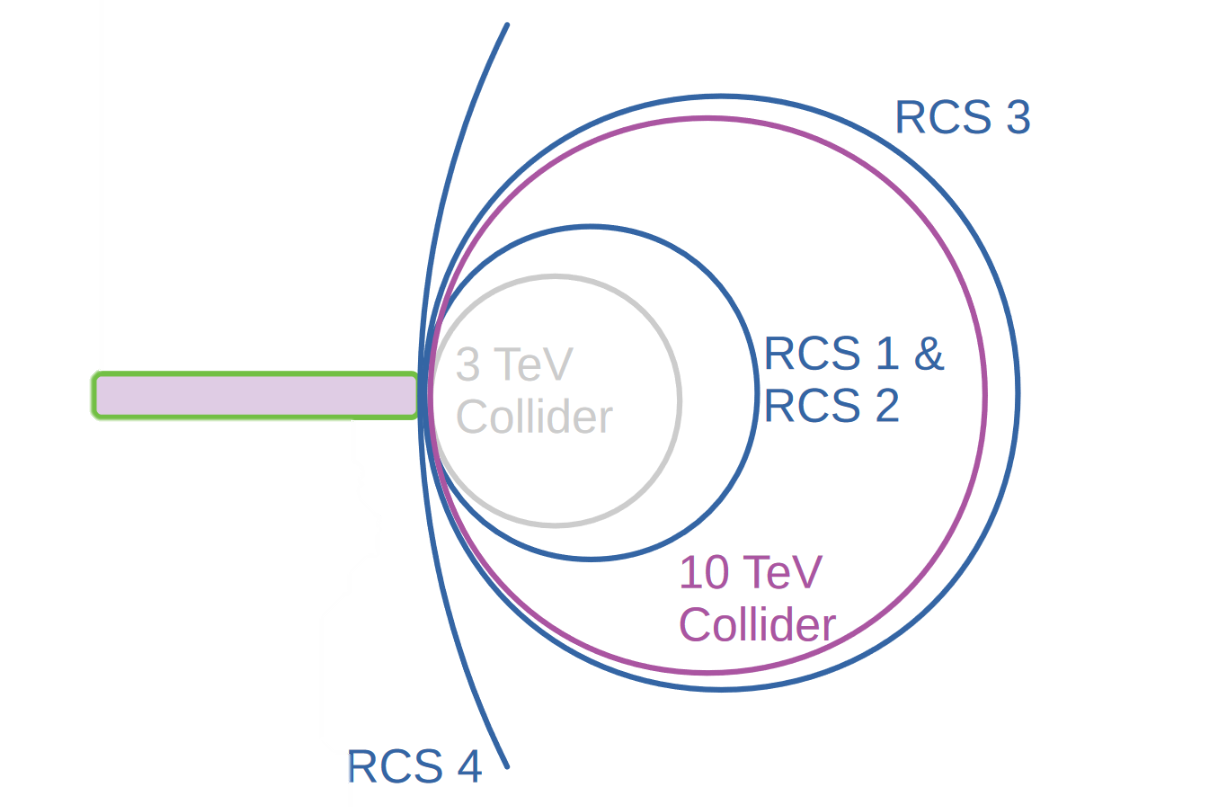 RCS 3
3 TeV
Collider
RCS 1 &
RCS 2
10 TeV
Collider
RCS 4